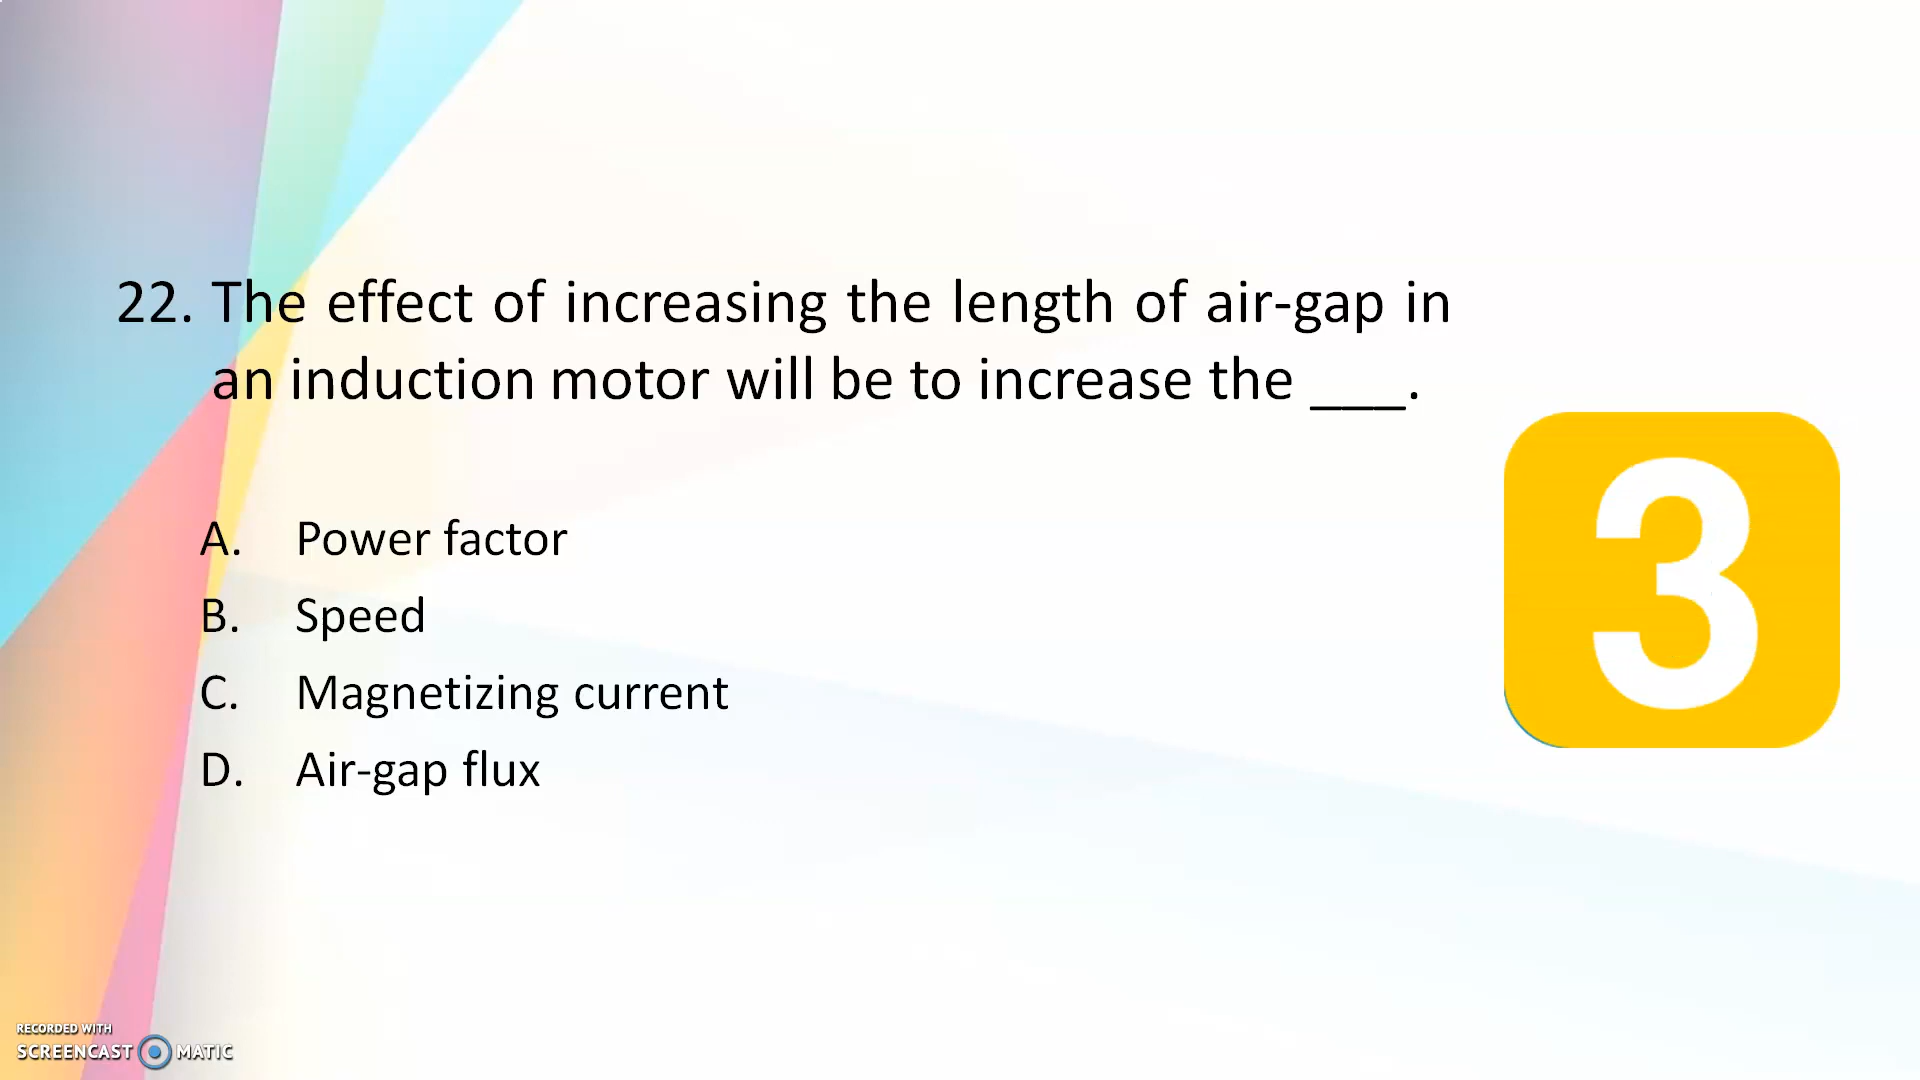 22. The effect of increasing the length of air-gap in
an induction motor will be to increase the ___.
A. Power factor
B. Speed
C. Magnetizing current
D. Air-gap flux
3
RECORDED WITH
SCREENCAST MATIC